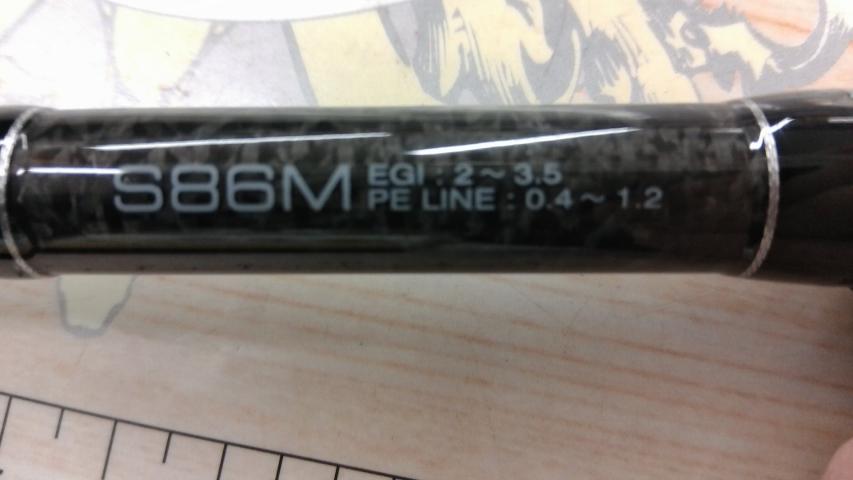 S86M
EGI : 2~3.5
PE LINE : 0.4~1.2